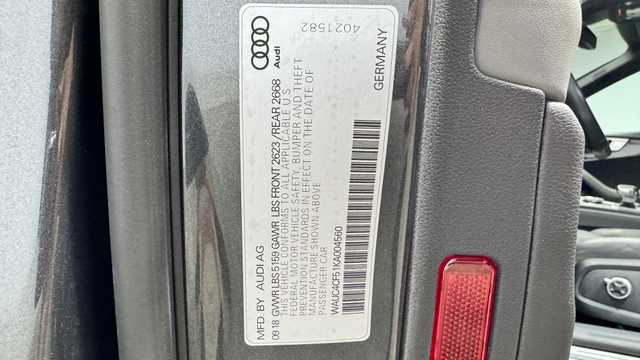 MFD. BY AUDI AG
09·18 GVWR LBS 5159 GAWR LBS FRONT 2623 / REAR 2668
THIS VEHICLE CONFORMS TO ALL APPLICABLE U.S.
FEDERAL MOTOR VEHICLE SAFETY, BUMPER AND THEFT
PREVENTION STANDARDS IN EFFECT ON THE DATE OF
MANUFACTURE SHOWN ABOVE
PASSENGER CAR
WAUC4CF51KA004560
GERMANY
Audi
4021582